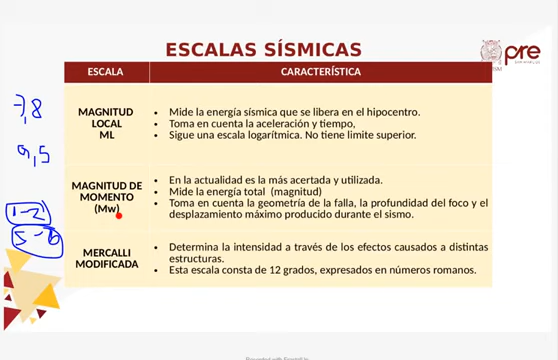 ESCALAS SÍSMICAS
pre
ESCALA
CARACTERÍSTICA
7,8
9,5
1-2
5-6
MAGNITUD
LOCAL
ML
• Mide la energía sísmica que se libera en el hipocentro.
• Toma en cuenta la aceleración y tiempo,
• Sigue una escala logarítmica. No tiene limite superior.
MAGNITUD DE
MOMENTO
(Mw)
• En la actualidad es la más acertada y utilizada.
• Mide la energía total (magnitud)
• Toma en cuenta la geometría de la falla, la profundidad del foco y el
desplazamiento máximo producido durante el sismo.
MERCALLI
MODIFICADA
• Determina la intensidad a través de los efectos causados a distintas
estructuras.
• Esta escala consta de 12 grados, expresados en números romanos.